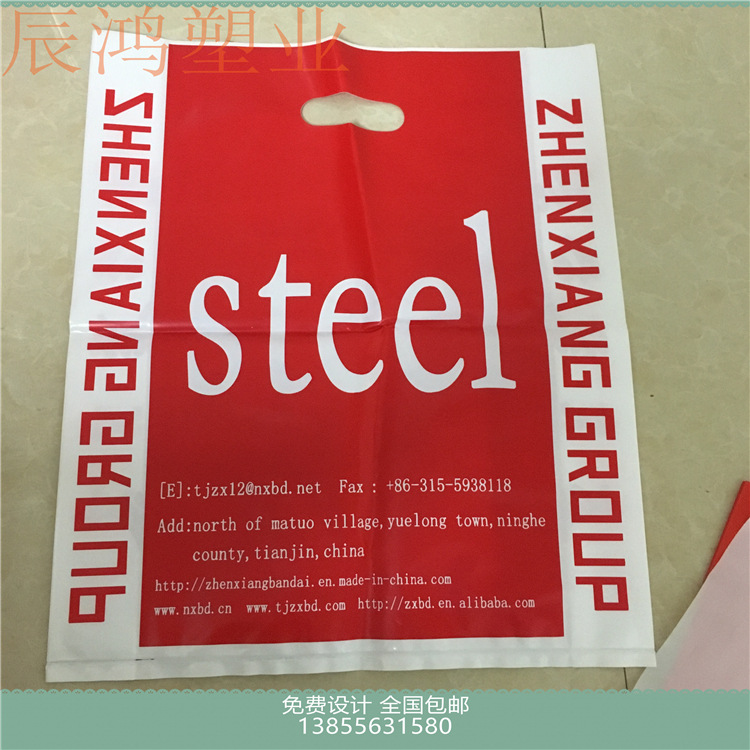 辰鸿塑业
ZHENXIANG GROUP
ZHENXIANG GROUP
steel
[E]:tjzx12@nxbd.net Fax : +86-315-5938118
Add:north of matuo village,yuelong town,ninghe
county,tianjin,china
http://zhenxiangbandai.en.made-in-china.com
www.nxbd.cn www.tjzxbd.com http://zxbd.en.alibaba.com
免费设计 全国包邮
13855631580